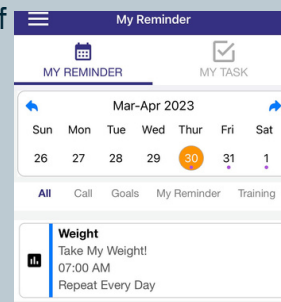 f
My Reminder
MY REMINDER MY TASK
Mar-Apr 2023
Sun Mon Tue Wed Thur Fri Sat
26 27 28 29 30 31 1
All Call Goals My Reminder Training
Weight
Take My Weight!
07:00 AM
Repeat Every Day